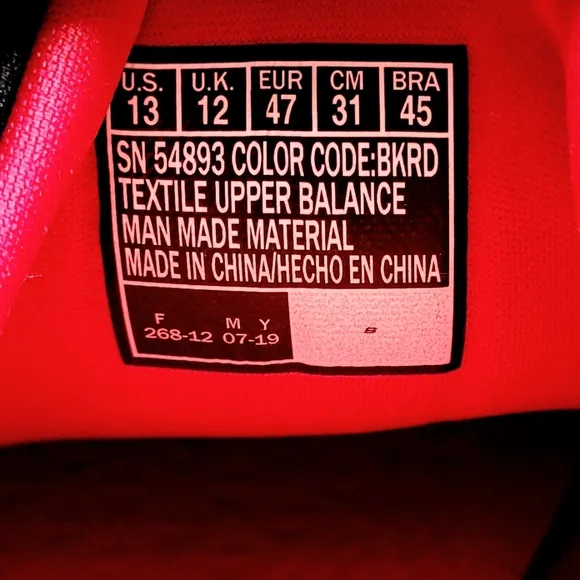 U.S. U.K. EUR CM BRA
13 12 47 31 45
SN 54893 COLOR CODE:BKRD
TEXTILE UPPER BALANCE
MAN MADE MATERIAL
MADE IN CHINA/HECHO EN CHINA
F M Y
268-12 07-19